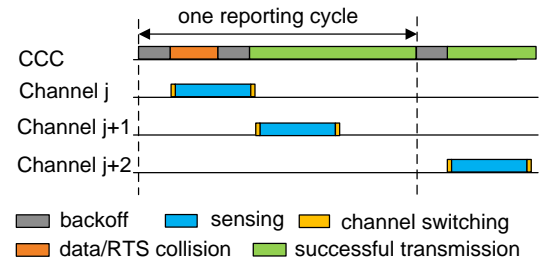 one reporting cycle
CCC
Channel j
Channel j+1
Channel j+2
backoff sensing channel switching
data/RTS collision successful transmission